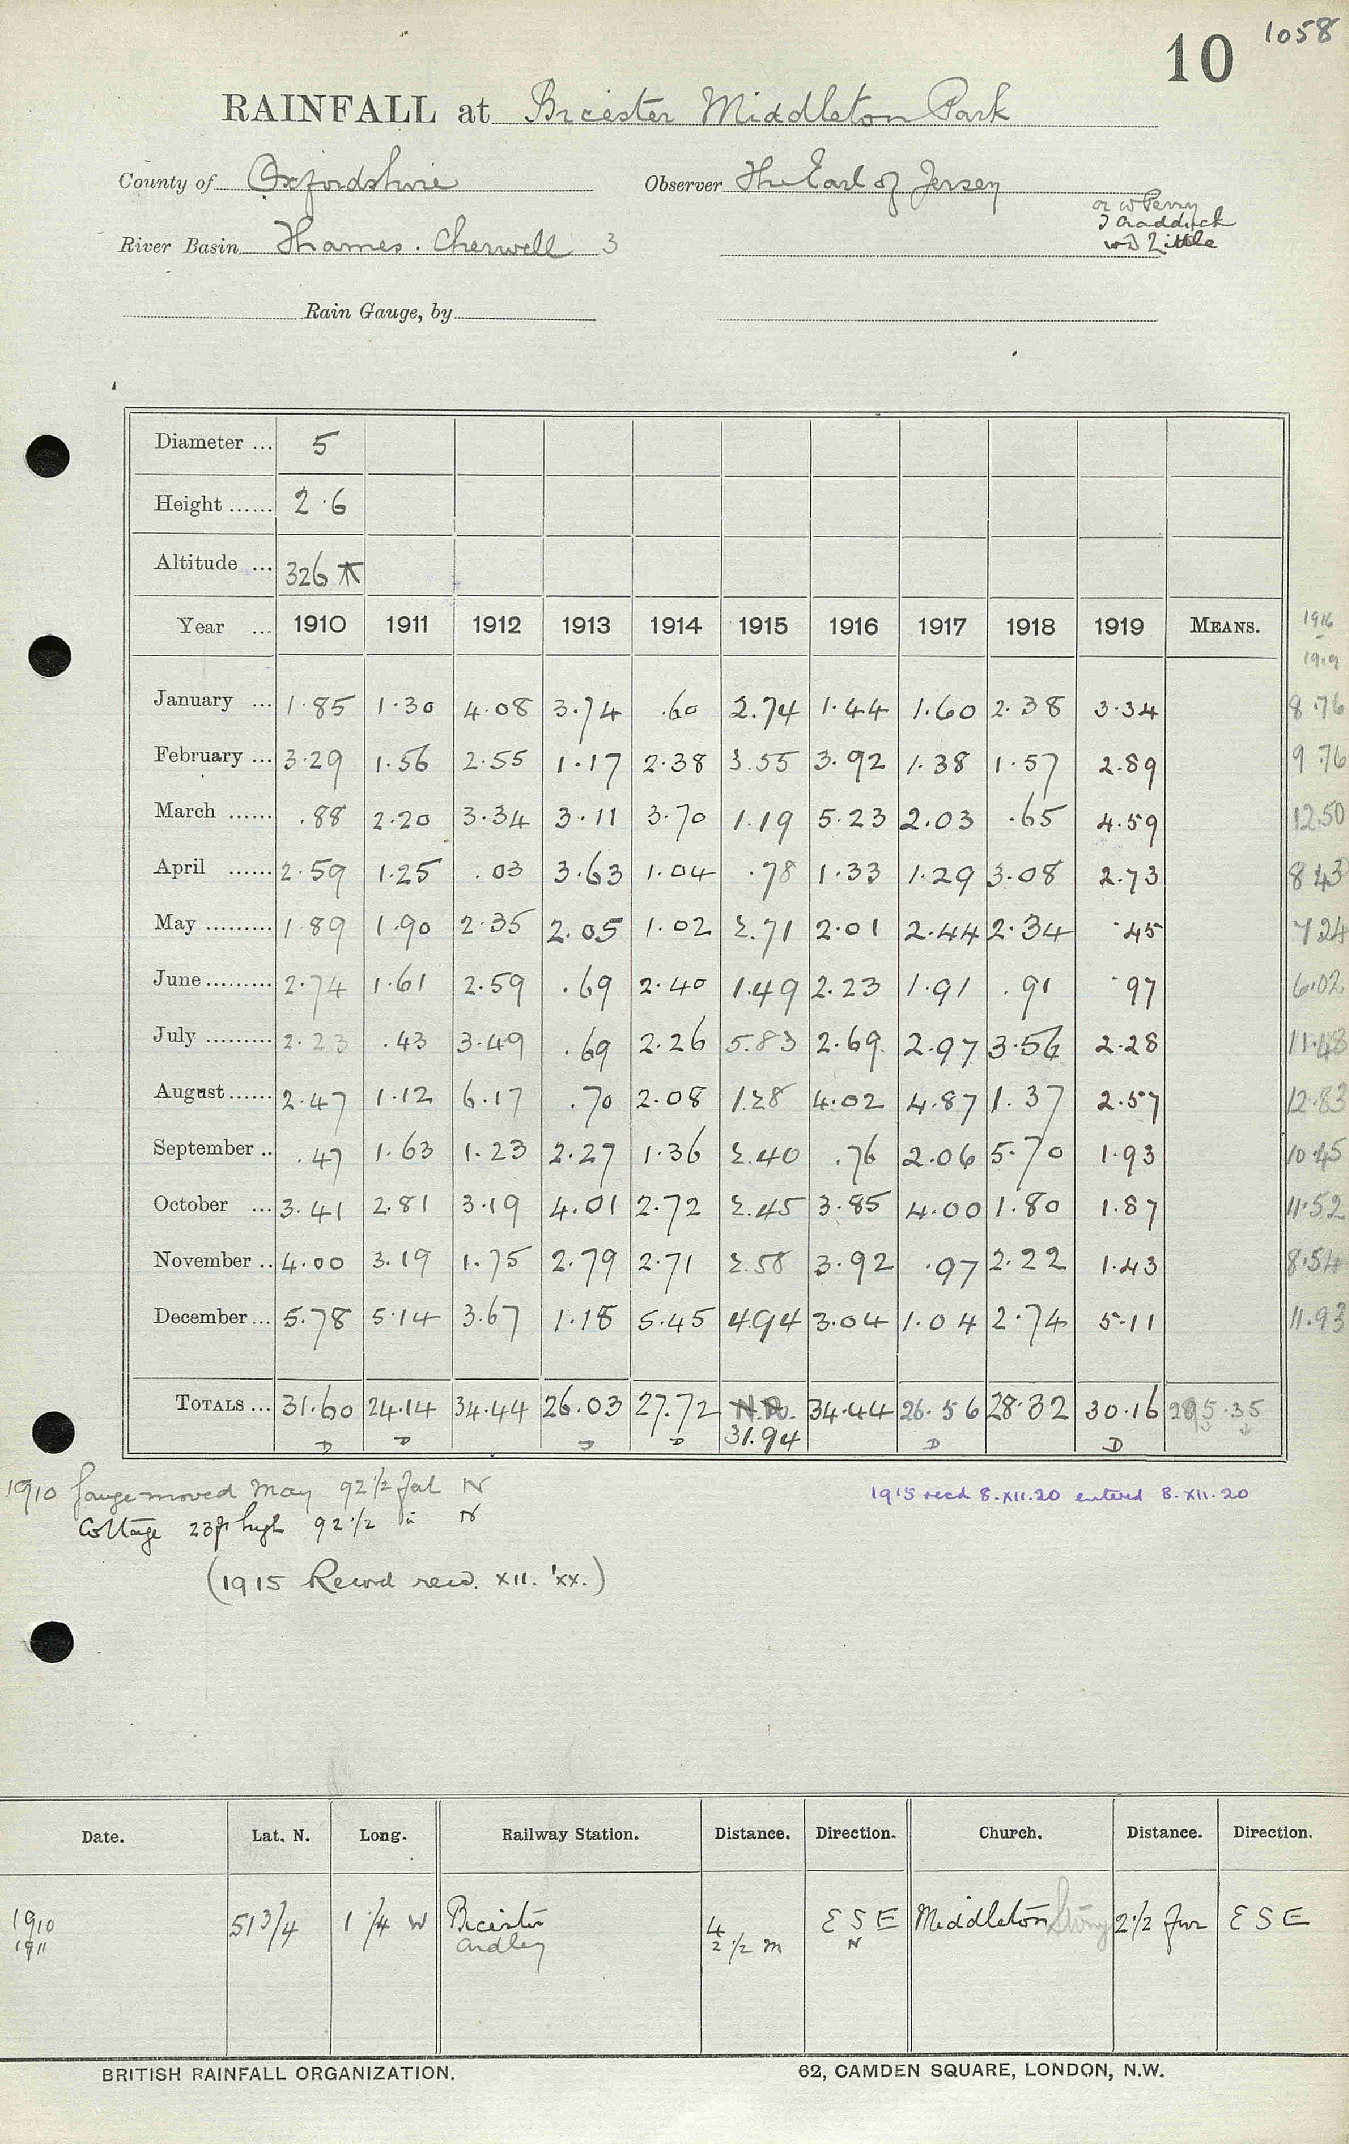 10 1058
RAINFALL at Bicester Middleton Park
County of Oxfordshire Observer The Earl of Jersey
or W Perry
J Craddock
River Basin Thames. Cherwell 3 W D Little
Rain Gauge, by
Diameter ... 5
Height ...... 2.6
Altitude ... 326
Year ... 1910 1911 1912 1913 1914 1915 1916 1917 1918 1919 MEANS. 1916 - 1919
January ... 1.85 1.30 4.08 3.74 .60 2.74 1.44 1.60 2.38 3.34 8.76
February ... 3.29 1.56 2.55 1.17 2.38 3.55 3.92 1.38 1.57 2.89 9.76
March ...... .88 2.20 3.34 3.11 3.70 1.19 5.23 2.03 .65 4.59 12.50
April ...... 2.59 1.25 .03 3.63 1.04 .78 1.33 1.29 3.08 2.73 8.43
May ......... 1.89 1.90 2.35 2.05 1.02 2.71 2.01 2.44 2.34 .45 7.24
June ......... 2.74 1.61 2.59 .69 2.40 1.49 2.23 1.91 .91 .97 6.02
July ......... 2.23 .43 3.49 .69 2.26 5.83 2.69 2.97 3.56 2.28 11.48
August ...... 2.47 1.12 6.17 .70 2.08 1.28 4.02 4.87 1.37 2.57 12.83
September .. .47 1.63 1.23 2.27 1.36 2.40 .76 2.06 5.70 1.93 10.45
October ... 3.41 2.81 3.19 4.01 2.72 2.45 3.85 4.00 1.80 1.87 11.52
November .. 4.00 3.19 1.75 2.79 2.71 2.58 3.92 .97 2.22 1.43 8.54
December ... 5.78 5.14 3.67 1.18 5.45 4.94 3.04 1.04 2.74 5.11 11.93
TOTALS ... 31.60 24.14 34.44 26.03 27.72 N.R. 34.44 26.56 28.32 30.16 295.35
31.94
D D D D D D
1910 Gauge moved May 92½ Jal N
Cottage 23ft high 92½ " N
1915 recd 8.XII.20 entered 8.XII.20
(1915 Record recd. XII. 'XX.)
Date. Lat. N. Long. Railway Station. Distance. Direction. Church. Distance. Direction.
1910 51 3/4 1 1/4 W Bicester 4 E S E Middleton Stoney 2 1/2 fur E S E
1911 Ardley 2 1/2 m N
BRITISH RAINFALL ORGANIZATION. 62, CAMDEN SQUARE, LONDON, N.W.